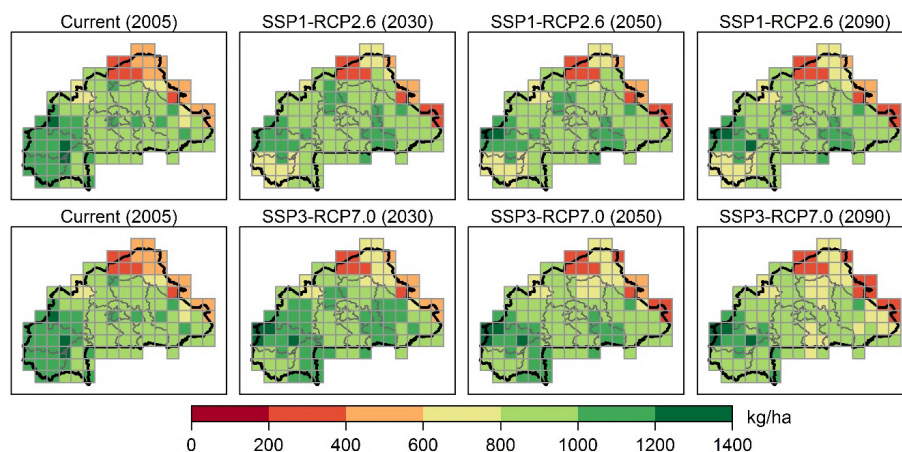 Current (2005) SSP1-RCP2.6 (2030) SSP1-RCP2.6 (2050) SSP1-RCP2.6 (2090)
Current (2005) SSP3-RCP7.0 (2030) SSP3-RCP7.0 (2050) SSP3-RCP7.0 (2090)
kg/ha
0 200 400 600 800 1000 1200 1400